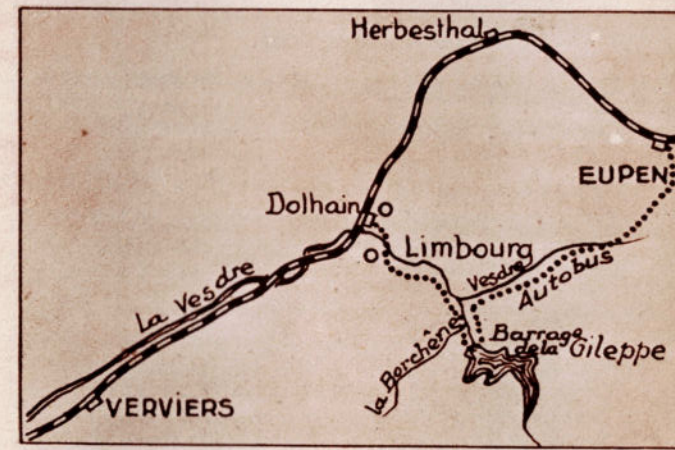 Herbesthal
EUPEN
Dolhain
Limbourg
Vesdre
Autobus
La Vesdre
Barrage
de la Gileppe
la Borchêne
VERVIERS